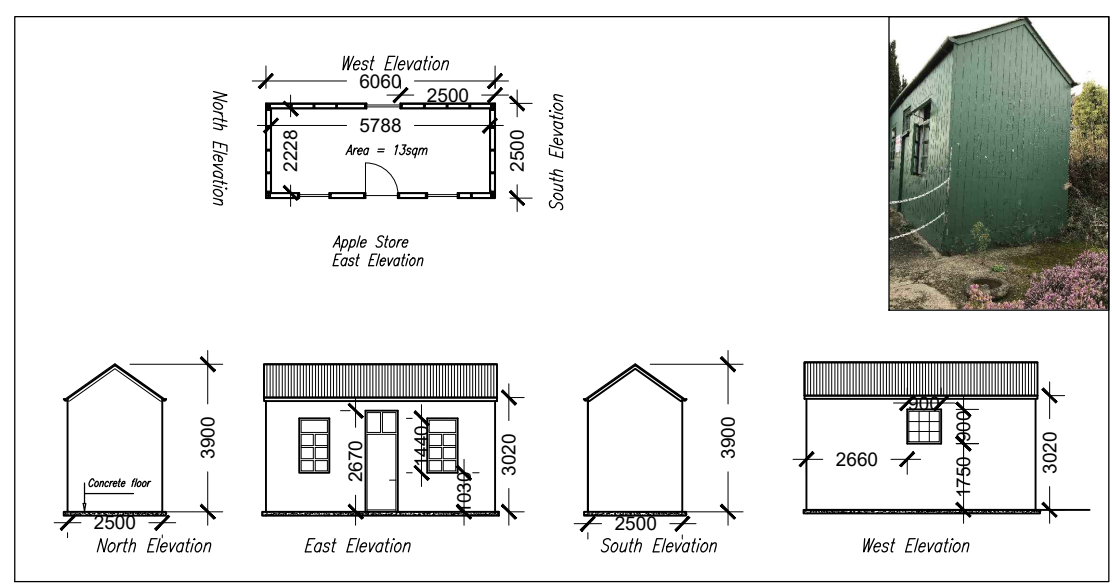 West Elevation
6060
2500
North Elevation
5788
2228
Area = 13sqm
2500
South Elevation
Apple Store
East Elevation
3900
Concrete floor
2500
North Elevation
2670
1440
1030
3020
East Elevation
3900
2500
South Elevation
900
900
2660
1750
3020
West Elevation